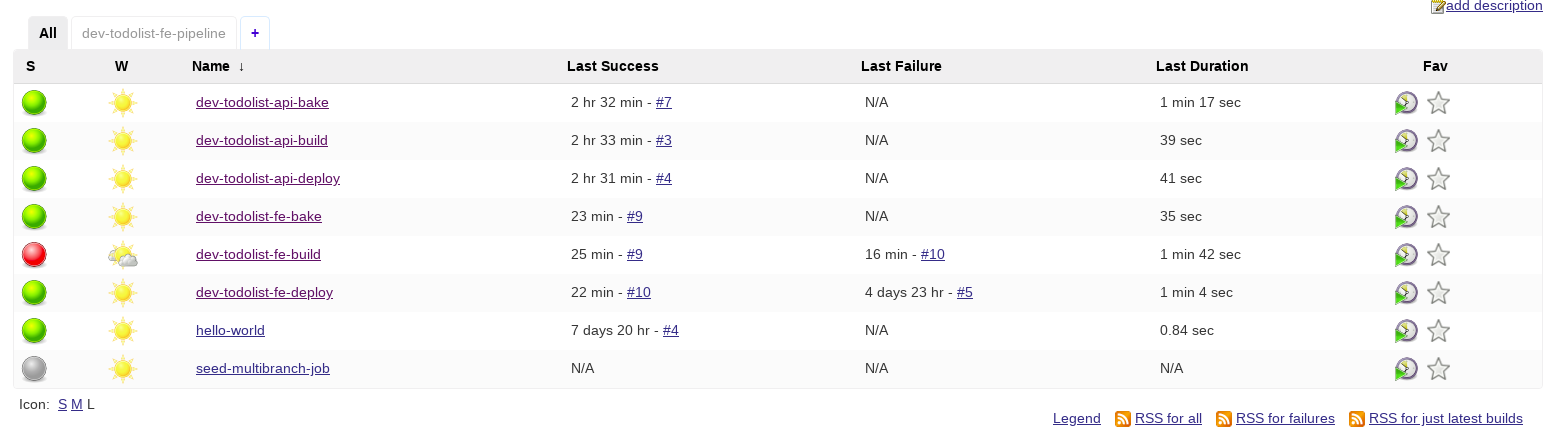 add description
All dev-todolist-fe-pipeline +
S W Name ↓ Last Success Last Failure Last Duration Fav
dev-todolist-api-bake 2 hr 32 min - #7 N/A 1 min 17 sec
dev-todolist-api-build 2 hr 33 min - #3 N/A 39 sec
dev-todolist-api-deploy 2 hr 31 min - #4 N/A 41 sec
dev-todolist-fe-bake 23 min - #9 N/A 35 sec
dev-todolist-fe-build 25 min - #9 16 min - #10 1 min 42 sec
dev-todolist-fe-deploy 22 min - #10 4 days 23 hr - #5 1 min 4 sec
hello-world 7 days 20 hr - #4 N/A 0.84 sec
seed-multibranch-job N/A N/A N/A
Icon: S M L
Legend RSS for all RSS for failures RSS for just latest builds